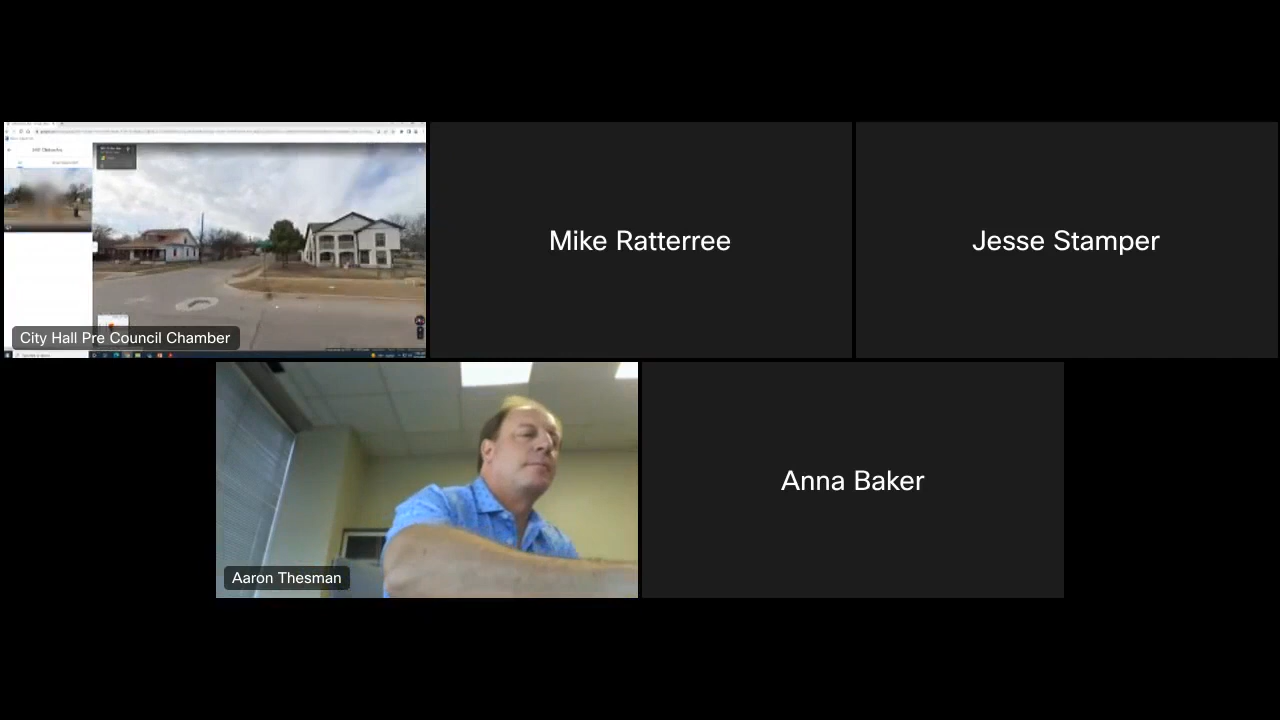 City Hall Pre Council Chamber
Mike Ratterree
Jesse Stamper
Aaron Thesman
Anna Baker